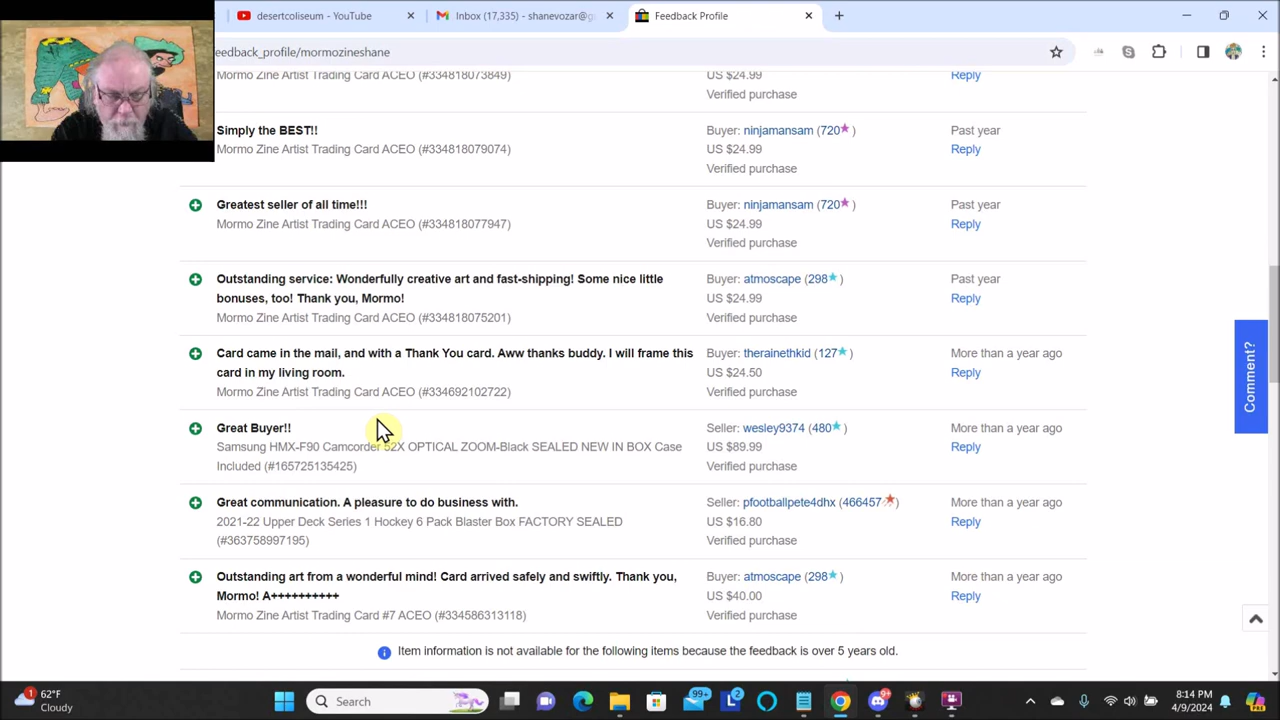 desertcoliseum - YouTube
Inbox (17,335) - shanevozar@g
Feedback Profile
eedback_profile/mormozineshane
Mormo Zine Artist Trading Card ACEO (#334818073849)
US $24.99
Reply
Verified purchase
Simply the BEST!!
Buyer: ninjamansam (720)
Past year
Mormo Zine Artist Trading Card ACEO (#334818079074)
US $24.99
Reply
Verified purchase
Greatest seller of all time!!!
Buyer: ninjamansam (720)
Past year
Mormo Zine Artist Trading Card ACEO (#334818077947)
US $24.99
Reply
Verified purchase
Outstanding service: Wonderfully creative art and fast-shipping! Some nice little
bonuses, too! Thank you, Mormo!
Mormo Zine Artist Trading Card ACEO (#334818075201)
Buyer: atmoscape (298)
US $24.99
Verified purchase
Past year
Reply
Card came in the mail, and with a Thank You card. Aww thanks buddy. I will frame this
card in my living room.
Mormo Zine Artist Trading Card ACEO (#334692102722)
Buyer: therainethkid (127)
US $24.50
Verified purchase
More than a year ago
Reply
Great Buyer!!
Samsung HMX-F90 Camcorder 52X OPTICAL ZOOM-Black SEALED NEW IN BOX Case
Included (#165725135425)
Seller: wesley9374 (480)
US $89.99
Verified purchase
More than a year ago
Reply
Great communication. A pleasure to do business with.
2021-22 Upper Deck Series 1 Hockey 6 Pack Blaster Box FACTORY SEALED
(#363758997195)
Seller: pfootballpete4dhx (466457)
US $16.80
Verified purchase
More than a year ago
Reply
Outstanding art from a wonderful mind! Card arrived safely and swiftly. Thank you,
Mormo! A++++++++++
Mormo Zine Artist Trading Card #7 ACEO (#334586313118)
Buyer: atmoscape (298)
US $40.00
Verified purchase
More than a year ago
Reply
Item information is not available for the following items because the feedback is over 5 years old.
Comment?
1
62°F
Cloudy
Search
99+
2
9+
8:14 PM
4/9/2024